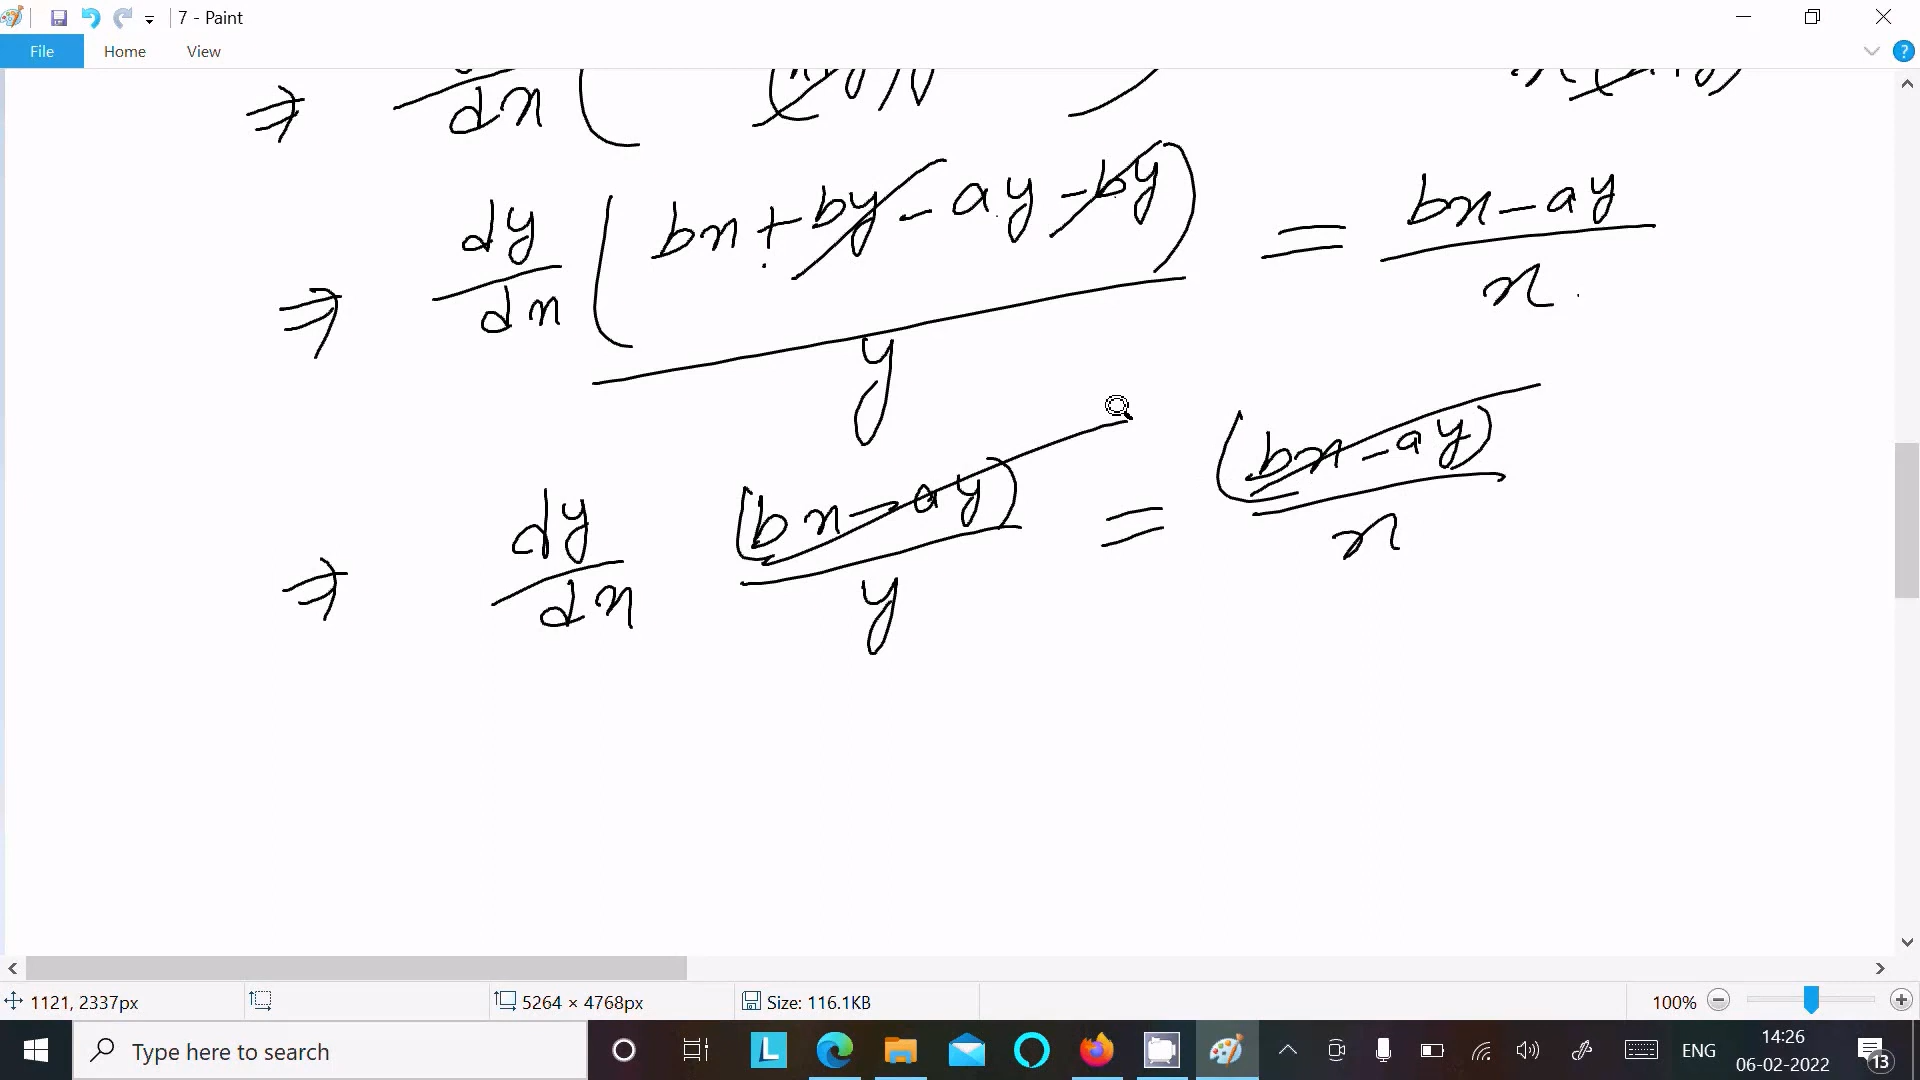 7 - Paint
File Home View
⇒ dy/dx ( bx + by - ay - by ) / y = bx - ay / x
⇒ dy/dx (bx - ay) / y = (bx - ay) / x
1121, 2337px 5264 × 4768px Size: 116.1KB 100%
Type here to search ENG 14:26
06-02-2022 13